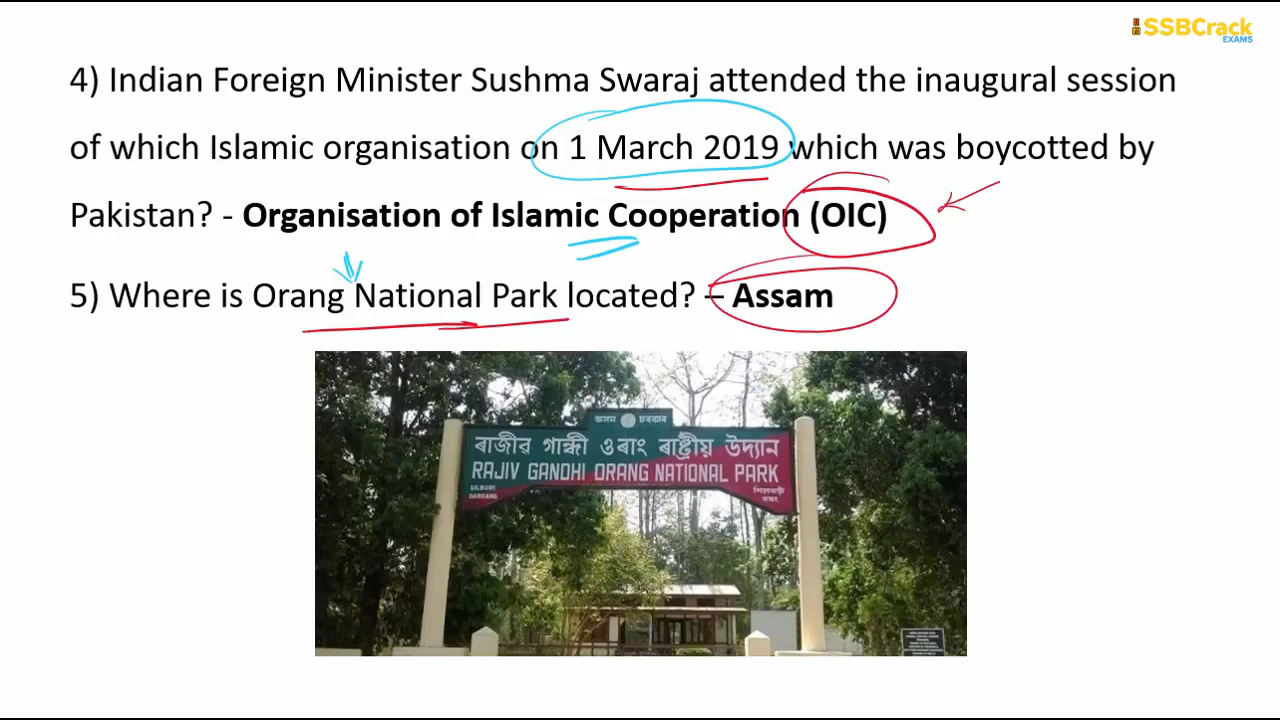 SSBCrack
EXAMS
4) Indian Foreign Minister Sushma Swaraj attended the inaugural session
of which Islamic organisation on 1 March 2019 which was boycotted by
Pakistan? - Organisation of Islamic Cooperation (OIC)
5) Where is Orang National Park located? – Assam
অসম চৰকাৰ
ৰাজীৱ গান্ধী ওৰাং ৰাষ্ট্ৰীয় উদ্যান
RAJIV GANDHI ORANG NATIONAL PARK